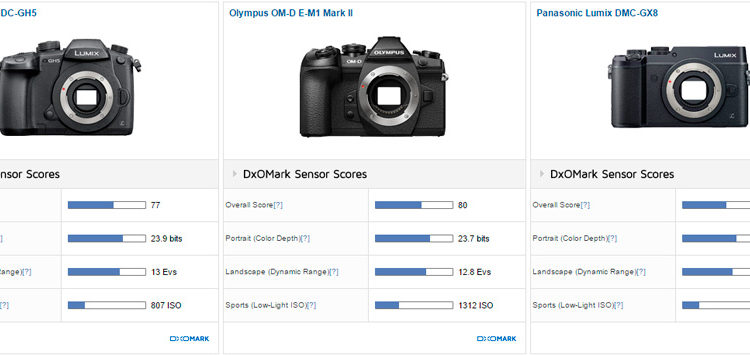 DC-GH5
Olympus OM-D E-M1 Mark II
Panasonic Lumix DMC-GX8
LUMIX
GH5
OLYMPUS
OM-D
LUMIX
nsor Scores
DxOMark Sensor Scores
DxOMark Sensor Scores
77
Overall Score[?]
80
Overall Score[?]
]
23.9 bits
Portrait (Color Depth)[?]
23.7 bits
Portrait (Color Depth)[?]
Range)[?]
13 Evs
Landscape (Dynamic Range)[?]
12.8 Evs
Landscape (Dynamic Range)[?]
[?]
807 ISO
Sports (Low-Light ISO)[?]
1312 ISO
Sports (Low-Light ISO)[?]
DXOMARK
DXOMARK